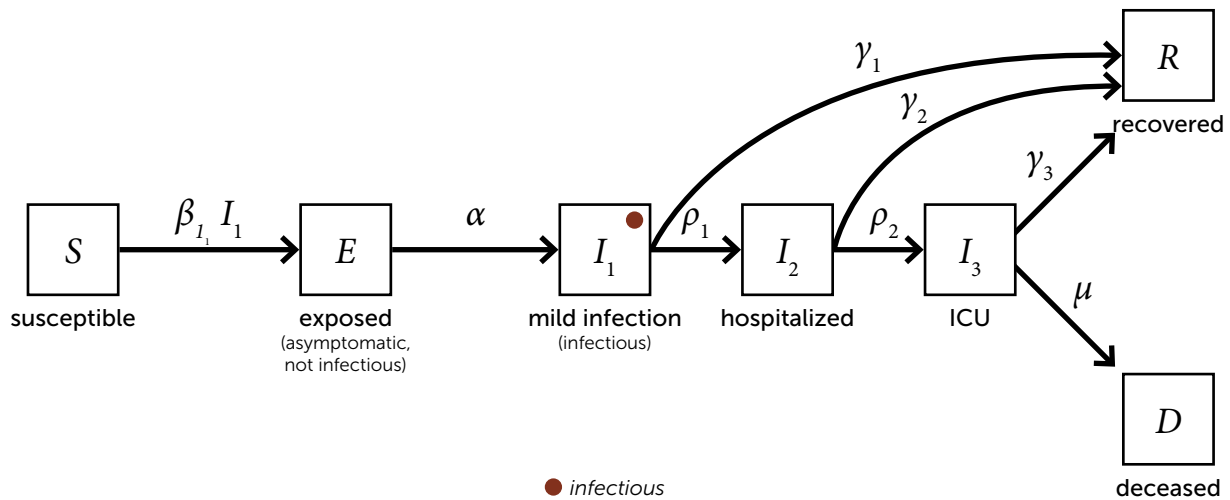 γ₁
R
γ₂
recovered
γ₃
β_I₁ I₁
α
ρ₁
ρ₂
S
E
I₁
I₂
I₃
susceptible
exposed
(asymptomatic,
not infectious)
mild infection
(infectious)
hospitalized
ICU
μ
D
deceased
infectious